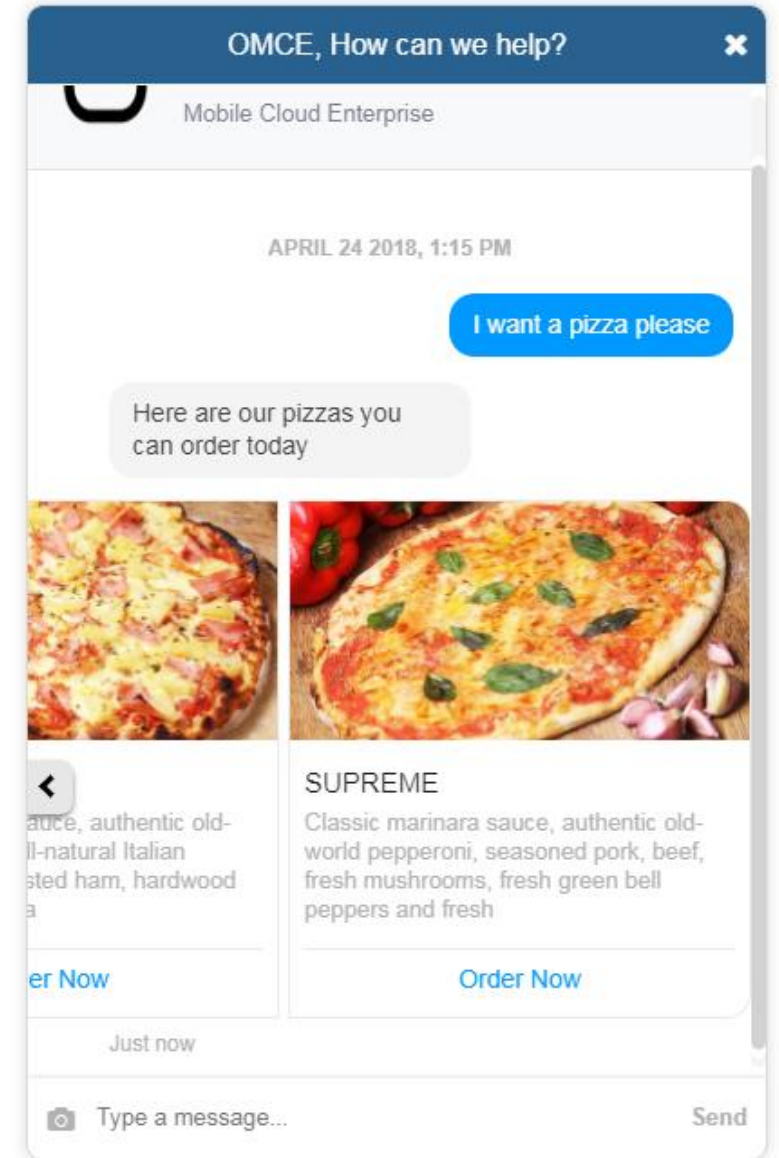 OMCE, How can we help?
Mobile Cloud Enterprise
APRIL 24 2018, 1:15 PM
I want a pizza please
Here are our pizzas you
can order today
SUPREME
auce, authentic old-
ll-natural Italian
sted ham, hardwood
a
Classic marinara sauce, authentic old-
world pepperoni, seasoned pork, beef,
fresh mushrooms, fresh green bell
peppers and fresh
er Now
Order Now
Just now
Type a message...
Send